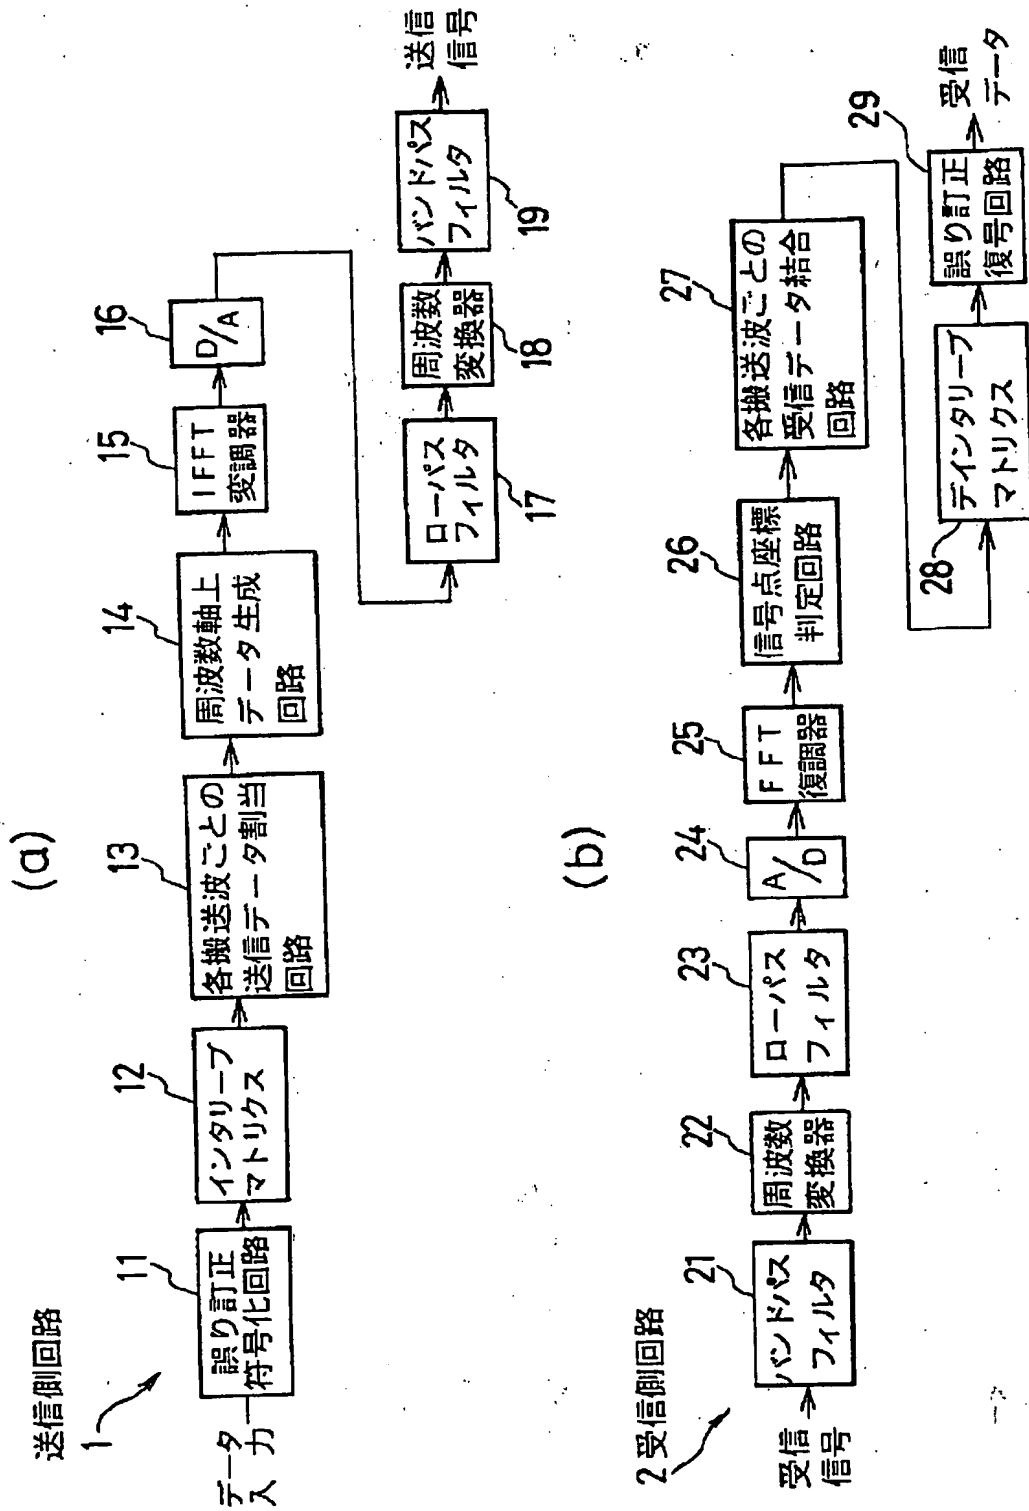 (a)
送信側回路
1
データ
入力
11
誤り訂正
符号化回路
12
インタリーブ
マトリクス
13
各搬送波ごとの
送信データ割当
回路
14
周波数軸上
データ生成
回路
15
IFFT
変調器
16
D/A
17
ローパス
フィルタ
18
周波数
変換器
19
バンドパス
フィルタ
送信
信号
(b)
2受信側回路
受信
信号
21
バンドパス
フィルタ
22
周波数
変換器
23
ローパス
フィルタ
24
A/D
25
FFT
復調器
26
信号点座標
判定回路
27
各搬送波ごとの
受信データ結合
回路
28
デインタリーブ
マトリクス
29
誤り訂正
復号回路
受信
データ